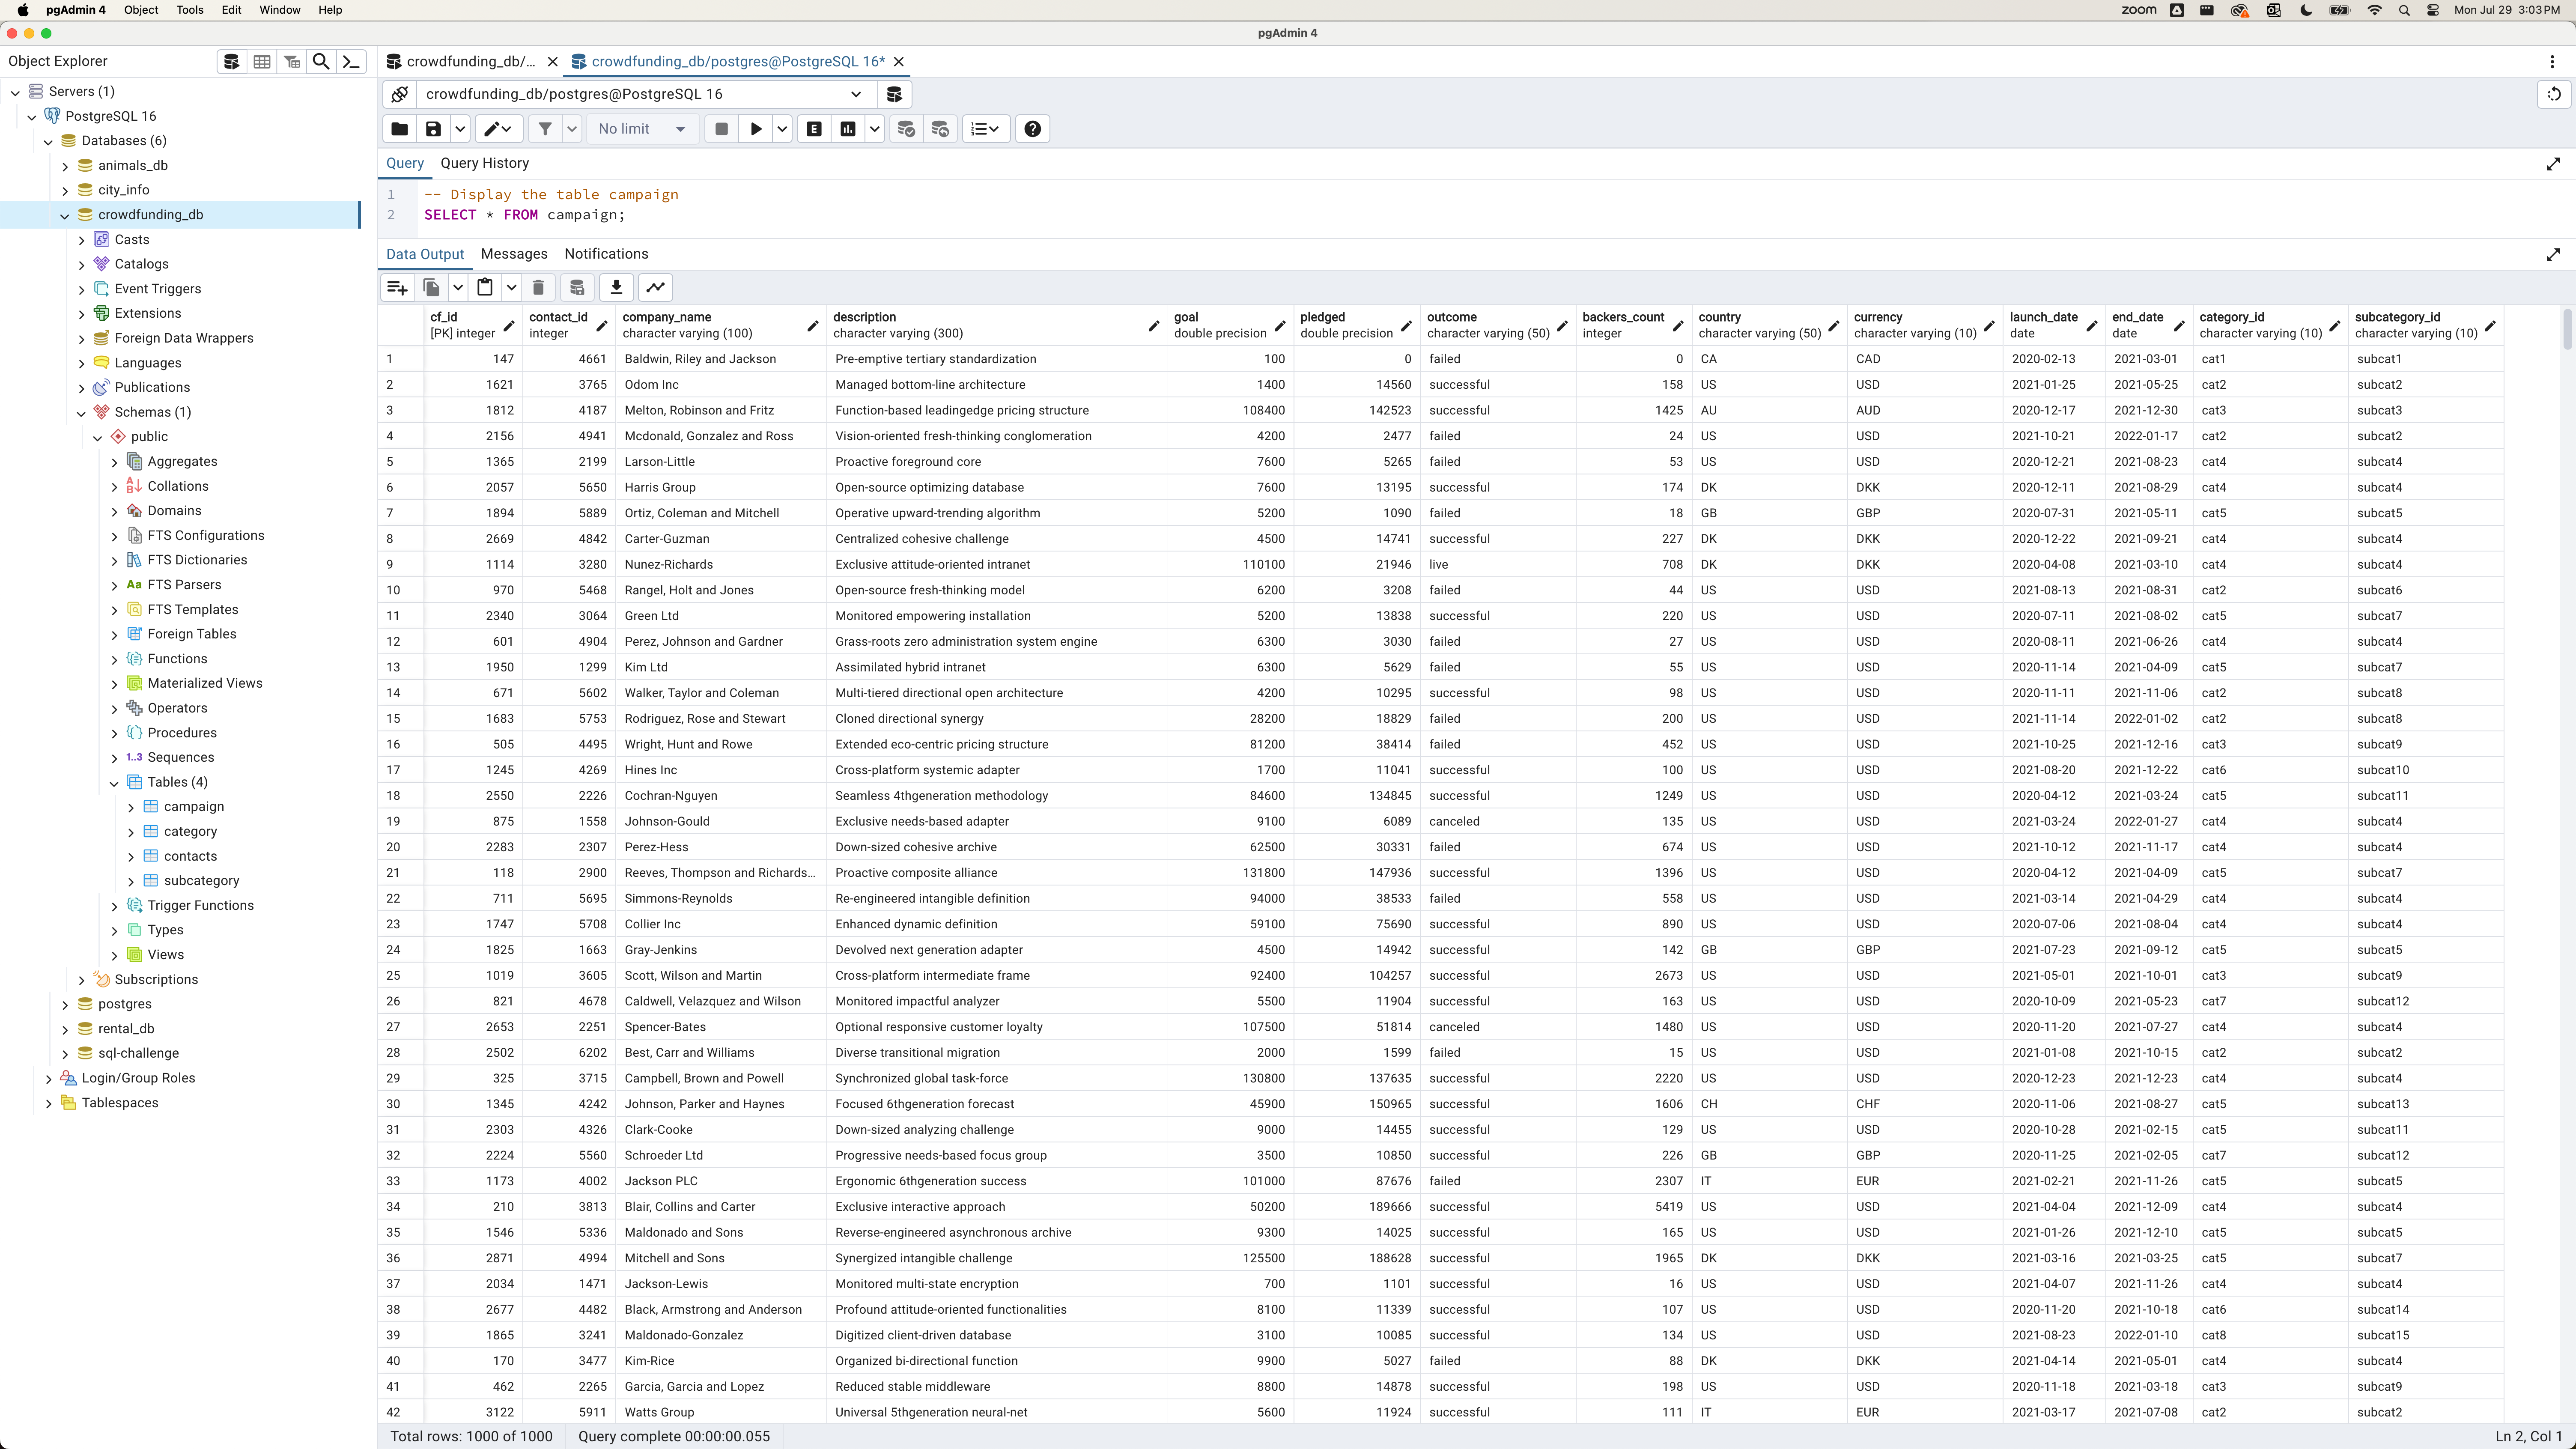 pgAdmin 4 Object Tools Edit Window Help zoom Mon Jul 29 3:03 PM
pgAdmin 4
Object Explorer
Servers (1)
PostgreSQL 16
Databases (6)
animals_db
city_info
crowdfunding_db
Casts
Catalogs
Event Triggers
Extensions
Foreign Data Wrappers
Languages
Publications
Schemas (1)
public
Aggregates
Collations
Domains
FTS Configurations
FTS Dictionaries
Aa FTS Parsers
FTS Templates
Foreign Tables
Functions
Materialized Views
Operators
Procedures
1..3 Sequences
Tables (4)
campaign
category
contacts
subcategory
Trigger Functions
Types
Views
Subscriptions
postgres
rental_db
sql-challenge
Login/Group Roles
Tablespaces
crowdfunding_db/... crowdfunding_db/postgres@PostgreSQL 16*
crowdfunding_db/postgres@PostgreSQL 16
No limit E
Query Query History
1 -- Display the table campaign
2 SELECT * FROM campaign;
Data Output Messages Notifications
cf_id contact_id company_name description goal pledged outcome backers_count country currency launch_date end_date category_id subcategory_id
[PK] integer integer character varying (100) character varying (300) double precision double precision character varying (50) integer character varying (50) character varying (10) date date character varying (10) character varying (10)
1 147 4661 Baldwin, Riley and Jackson Pre-emptive tertiary standardization 100 0 failed 0 CA CAD 2020-02-13 2021-03-01 cat1 subcat1
2 1621 3765 Odom Inc Managed bottom-line architecture 1400 14560 successful 158 US USD 2021-01-25 2021-05-25 cat2 subcat2
3 1812 4187 Melton, Robinson and Fritz Function-based leadingedge pricing structure 108400 142523 successful 1425 AU AUD 2020-12-17 2021-12-30 cat3 subcat3
4 2156 4941 Mcdonald, Gonzalez and Ross Vision-oriented fresh-thinking conglomeration 4200 2477 failed 24 US USD 2021-10-21 2022-01-17 cat2 subcat2
5 1365 2199 Larson-Little Proactive foreground core 7600 5265 failed 53 US USD 2020-12-21 2021-08-23 cat4 subcat4
6 2057 5650 Harris Group Open-source optimizing database 7600 13195 successful 174 DK DKK 2020-12-11 2021-08-29 cat4 subcat4
7 1894 5889 Ortiz, Coleman and Mitchell Operative upward-trending algorithm 5200 1090 failed 18 GB GBP 2020-07-31 2021-05-11 cat5 subcat5
8 2669 4842 Carter-Guzman Centralized cohesive challenge 4500 14741 successful 227 DK DKK 2020-12-22 2021-09-21 cat4 subcat4
9 1114 3280 Nunez-Richards Exclusive attitude-oriented intranet 110100 21946 live 708 DK DKK 2020-04-08 2021-03-10 cat4 subcat4
10 970 5468 Rangel, Holt and Jones Open-source fresh-thinking model 6200 3208 failed 44 US USD 2021-08-13 2021-08-31 cat2 subcat6
11 2340 3064 Green Ltd Monitored empowering installation 5200 13838 successful 220 US USD 2020-07-11 2021-08-02 cat5 subcat7
12 601 4904 Perez, Johnson and Gardner Grass-roots zero administration system engine 6300 3030 failed 27 US USD 2020-08-11 2021-06-26 cat4 subcat4
13 1950 1299 Kim Ltd Assimilated hybrid intranet 6300 5629 failed 55 US USD 2020-11-14 2021-04-09 cat5 subcat7
14 671 5602 Walker, Taylor and Coleman Multi-tiered directional open architecture 4200 10295 successful 98 US USD 2020-11-11 2021-11-06 cat2 subcat8
15 1683 5753 Rodriguez, Rose and Stewart Cloned directional synergy 28200 18829 failed 200 US USD 2021-11-14 2022-01-02 cat2 subcat8
16 505 4495 Wright, Hunt and Rowe Extended eco-centric pricing structure 81200 38414 failed 452 US USD 2021-10-25 2021-12-16 cat3 subcat9
17 1245 4269 Hines Inc Cross-platform systemic adapter 1700 11041 successful 100 US USD 2021-08-20 2021-12-22 cat6 subcat10
18 2550 2226 Cochran-Nguyen Seamless 4thgeneration methodology 84600 134845 successful 1249 US USD 2020-04-12 2021-03-24 cat5 subcat11
19 875 1558 Johnson-Gould Exclusive needs-based adapter 9100 6089 canceled 135 US USD 2021-03-24 2022-01-27 cat4 subcat4
20 2283 2307 Perez-Hess Down-sized cohesive archive 62500 30331 failed 674 US USD 2021-10-12 2021-11-17 cat4 subcat4
21 118 2900 Reeves, Thompson and Richards... Proactive composite alliance 131800 147936 successful 1396 US USD 2020-04-12 2021-04-09 cat5 subcat7
22 711 5695 Simmons-Reynolds Re-engineered intangible definition 94000 38533 failed 558 US USD 2021-03-14 2021-04-29 cat4 subcat4
23 1747 5708 Collier Inc Enhanced dynamic definition 59100 75690 successful 890 US USD 2020-07-06 2021-08-04 cat4 subcat4
24 1825 1663 Gray-Jenkins Devolved next generation adapter 4500 14942 successful 142 GB GBP 2021-07-23 2021-09-12 cat5 subcat5
25 1019 3605 Scott, Wilson and Martin Cross-platform intermediate frame 92400 104257 successful 2673 US USD 2021-05-01 2021-10-01 cat3 subcat9
26 821 4678 Caldwell, Velazquez and Wilson Monitored impactful analyzer 5500 11904 successful 163 US USD 2020-10-09 2021-05-23 cat7 subcat12
27 2653 2251 Spencer-Bates Optional responsive customer loyalty 107500 51814 canceled 1480 US USD 2020-11-20 2021-07-27 cat4 subcat4
28 2502 6202 Best, Carr and Williams Diverse transitional migration 2000 1599 failed 15 US USD 2021-01-08 2021-10-15 cat2 subcat2
29 325 3715 Campbell, Brown and Powell Synchronized global task-force 130800 137635 successful 2220 US USD 2020-12-23 2021-12-23 cat4 subcat4
30 1345 4242 Johnson, Parker and Haynes Focused 6thgeneration forecast 45900 150965 successful 1606 CH CHF 2020-11-06 2021-08-27 cat5 subcat13
31 2303 4326 Clark-Cooke Down-sized analyzing challenge 9000 14455 successful 129 US USD 2020-10-28 2021-02-15 cat5 subcat11
32 2224 5560 Schroeder Ltd Progressive needs-based focus group 3500 10850 successful 226 GB GBP 2020-11-25 2021-02-05 cat7 subcat12
33 1173 4002 Jackson PLC Ergonomic 6thgeneration success 101000 87676 failed 2307 IT EUR 2021-02-21 2021-11-26 cat5 subcat5
34 210 3813 Blair, Collins and Carter Exclusive interactive approach 50200 189666 successful 5419 US USD 2021-04-04 2021-12-09 cat4 subcat4
35 1546 5336 Maldonado and Sons Reverse-engineered asynchronous archive 9300 14025 successful 165 US USD 2021-01-26 2021-12-10 cat5 subcat5
36 2871 4994 Mitchell and Sons Synergized intangible challenge 125500 188628 successful 1965 DK DKK 2021-03-16 2021-03-25 cat5 subcat7
37 2034 1471 Jackson-Lewis Monitored multi-state encryption 700 1101 successful 16 US USD 2021-04-07 2021-11-26 cat4 subcat4
38 2677 4482 Black, Armstrong and Anderson Profound attitude-oriented functionalities 8100 11339 successful 107 US USD 2020-11-20 2021-10-18 cat6 subcat14
39 1865 3241 Maldonado-Gonzalez Digitized client-driven database 3100 10085 successful 134 US USD 2021-08-23 2022-01-10 cat8 subcat15
40 170 3477 Kim-Rice Organized bi-directional function 9900 5027 failed 88 DK DKK 2021-04-14 2021-05-01 cat4 subcat4
41 462 2265 Garcia, Garcia and Lopez Reduced stable middleware 8800 14878 successful 198 US USD 2020-11-18 2021-03-18 cat3 subcat9
42 3122 5911 Watts Group Universal 5thgeneration neural-net 5600 11924 successful 111 IT EUR 2021-03-17 2021-07-08 cat2 subcat2
Total rows: 1000 of 1000 Query complete 00:00:00.055 Ln 2, Col 1